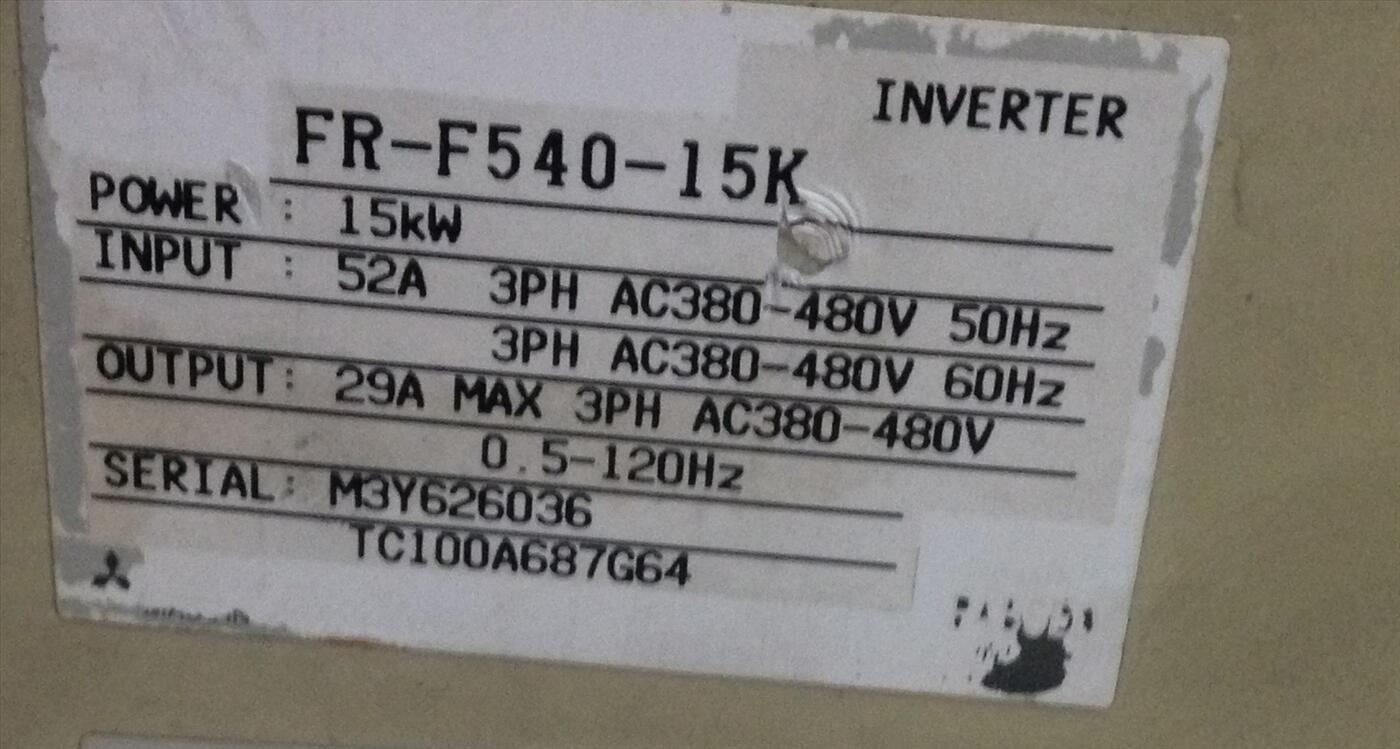 INVERTER
FR-F540-15K
POWER : 15kW
INPUT : 52A 3PH AC380-480V 50Hz
3PH AC380-480V 60Hz
OUTPUT: 29A MAX 3PH AC380-480V
0.5-120Hz
SERIAL: M3Y626036
TC100A687G64